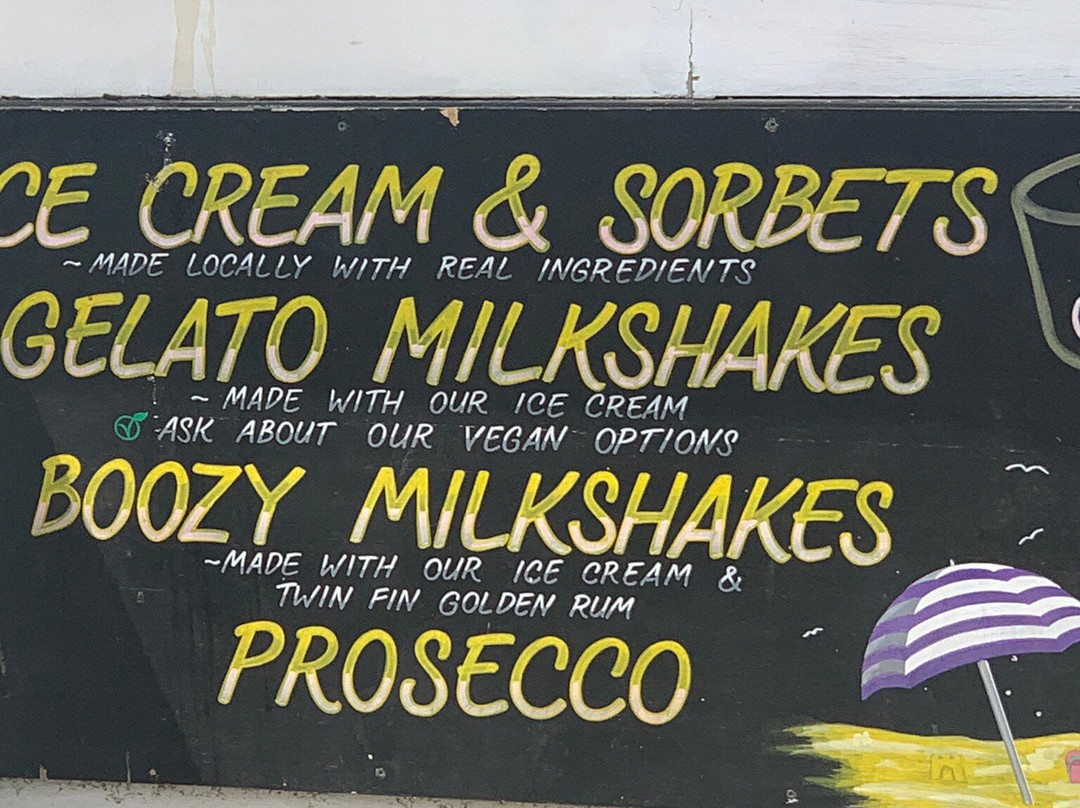 CE CREAM & SORBETS
~ MADE LOCALLY WITH REAL INGREDIENTS
GELATO MILKSHAKES
~ MADE WITH OUR ICE CREAM
ASK ABOUT OUR VEGAN OPTIONS
BOOZY MILKSHAKES
~MADE WITH OUR ICE CREAM &
TWIN FIN GOLDEN RUM
PROSECCO